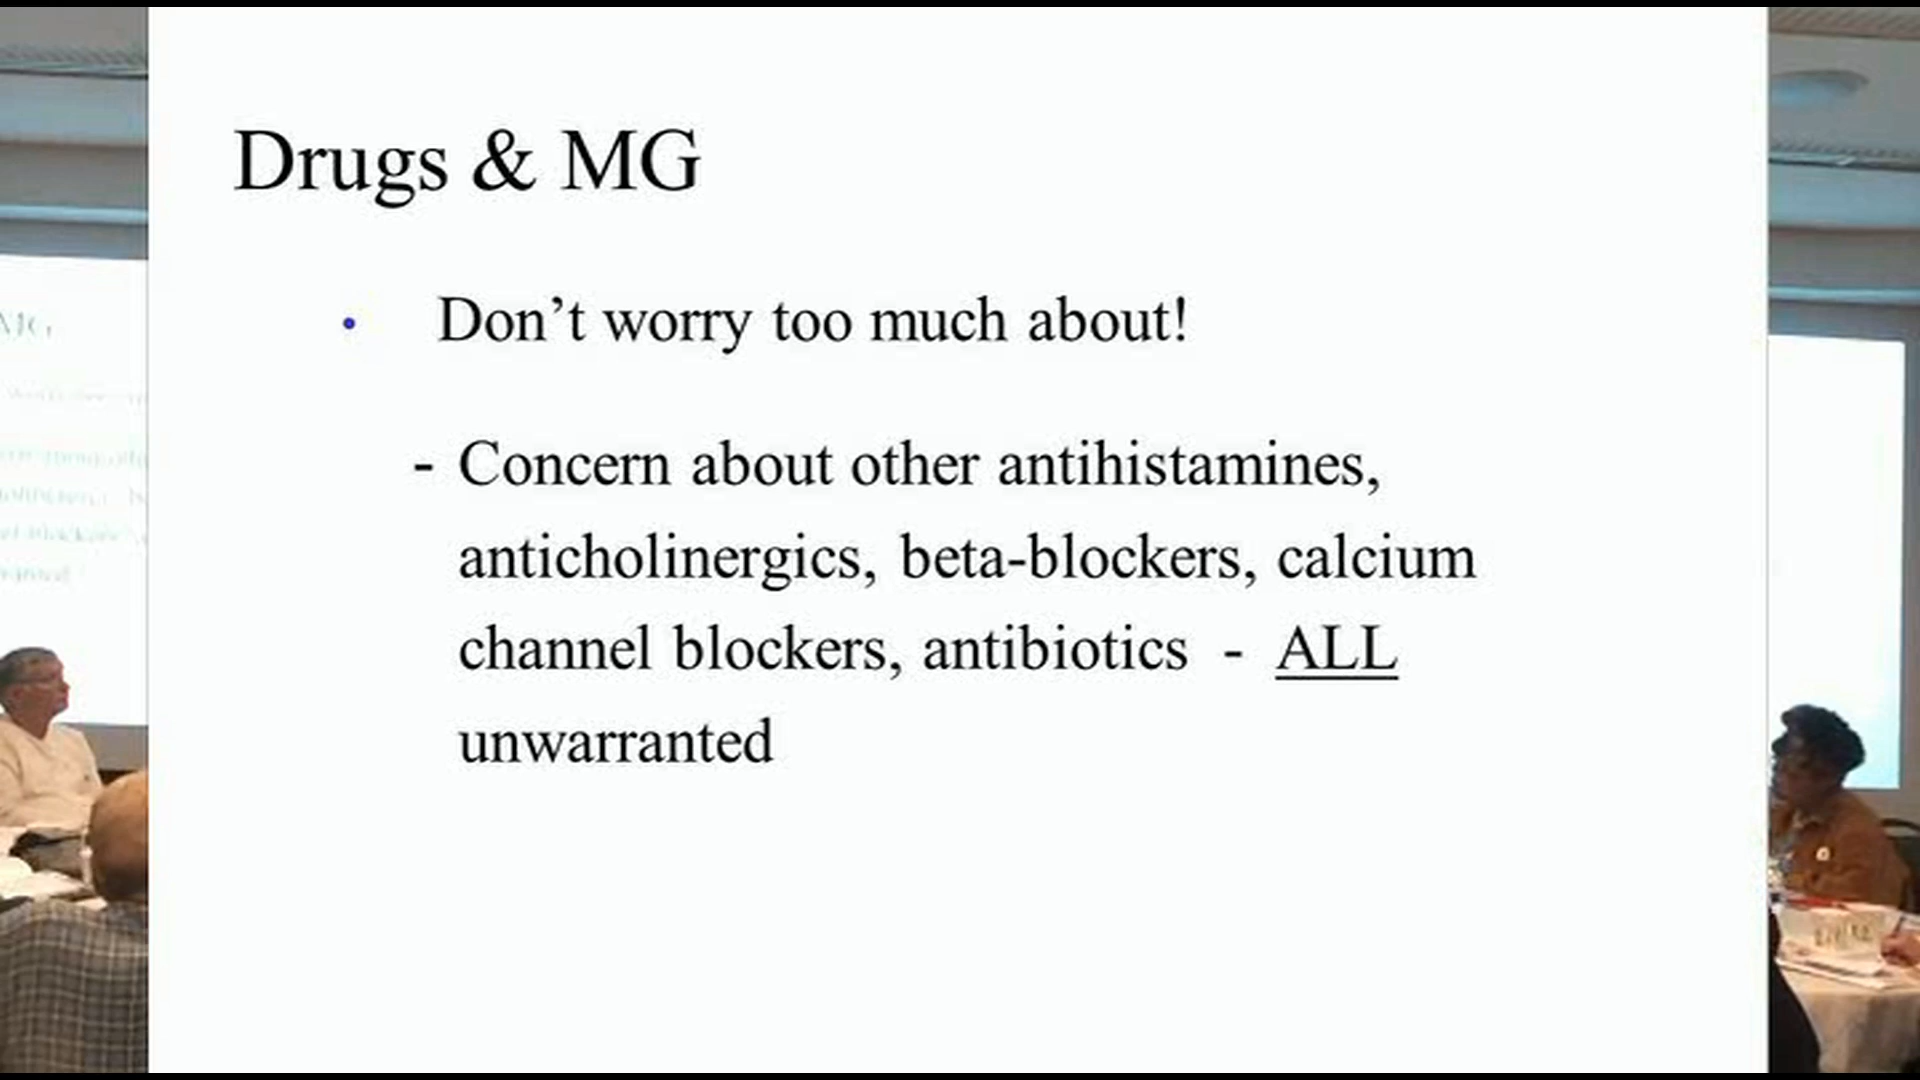 Drugs & MG
• Don’t worry too much about!
- Concern about other antihistamines,
anticholinergics, beta-blockers, calcium
channel blockers, antibiotics - ALL
unwarranted